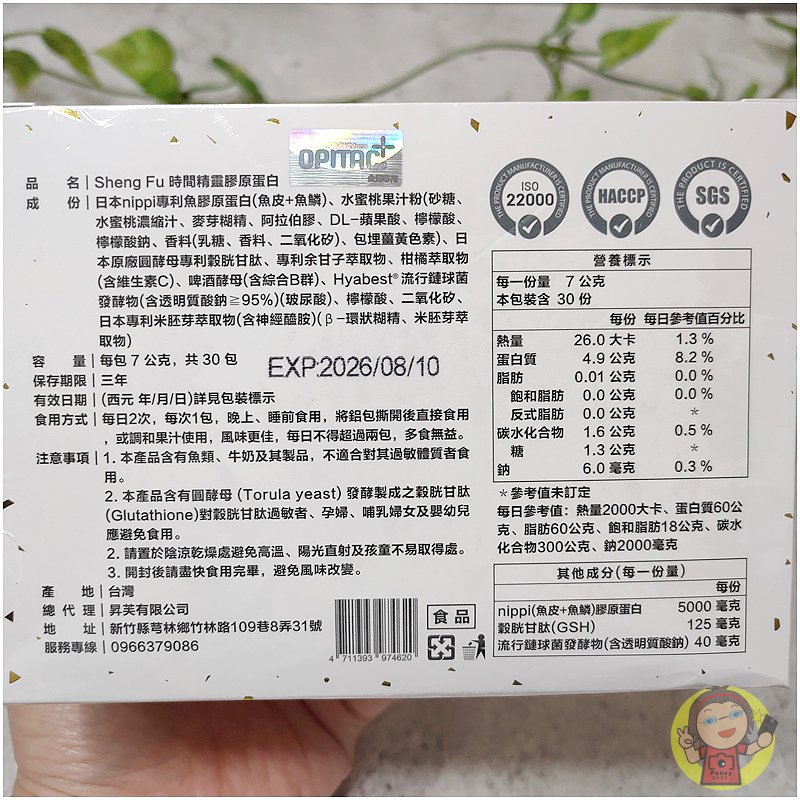 OPITAC+
品名｜Sheng Fu 時間精靈膠原蛋白
成份｜日本nippi專利魚膠原蛋白(魚皮+魚鱗)、水蜜桃果汁粉(砂糖、
水蜜桃濃縮汁、麥芽糊精、阿拉伯膠、DL-蘋果酸、檸檬酸、
檸檬酸鈉、香料(乳糖、香料、二氧化矽)、包埋薑黃色素)、日
本原廠圓酵母專利穀胱甘肽、專利余甘子萃取物、柑橘萃取物
(含維生素C)、啤酒酵母(含綜合B群)、Hyabest®流行鏈球菌
發酵物(含透明質酸鈉≧95%)(玻尿酸)、檸檬酸、二氧化矽、
日本專利米胚芽萃取物(含神經醯胺)(β-環狀糊精、米胚芽萃
取物)
容量｜每包 7 公克，共 30 包
EXP:2026/08/10
保存期限｜三年
有效日期｜(西元 年/月/日)詳見包裝標示
食用方式｜每日2次，每次1包，晚上、睡前食用，將鋁包撕開後直接食用
，或調和果汁使用，風味更佳，每日不得超過兩包，多食無益。
注意事項｜1. 本產品含有魚類、牛奶及其製品，不適合對其過敏體質者食
用。
2. 本產品含有圓酵母 (Torula yeast) 發酵製成之穀胱甘肽
(Glutathione)對穀胱甘肽過敏者、孕婦、哺乳婦女及嬰幼兒
應避免食用。
2. 請置於陰涼乾燥處避免高溫、陽光直射及孩童不易取得處。
3. 開封後請盡快食用完畢，避免風味改變。
產地｜台灣
總代理｜昇芙有限公司
地址｜新竹縣芎林鄉竹林路109巷8弄31號
服務專線｜0966379086
4 711393 974620
食品
THE PRODUCT MANUFACTURER IS CERTIFIED
ISO
22000
THE PRODUCT MANUFACTURER IS CERTIFIED
HACCP
THE PRODUCT IS CERTIFIED
SGS
營養標示
每一份量 7 公克
本包裝含 30 份
每份 每日參考值百分比
熱量 26.0 大卡 1.3 %
蛋白質 4.9 公克 8.2 %
脂肪 0.01 公克 0.0 %
飽和脂肪 0.0 公克 0.0 %
反式脂肪 0.0 公克 *
碳水化合物 1.6 公克 0.5 %
糖 1.3 公克 *
鈉 6.0 毫克 0.3 %
*參考值未訂定
每日參考值：熱量2000大卡、蛋白質60公
克、脂肪60公克、飽和脂肪18公克、碳水
化合物300公克、鈉2000毫克
其他成分(每一份量)
每份
nippi(魚皮+魚鱗)膠原蛋白 5000 毫克
穀胱甘肽(GSH) 125 毫克
流行鏈球菌發酵物(含透明質酸鈉) 40 毫克
Penny